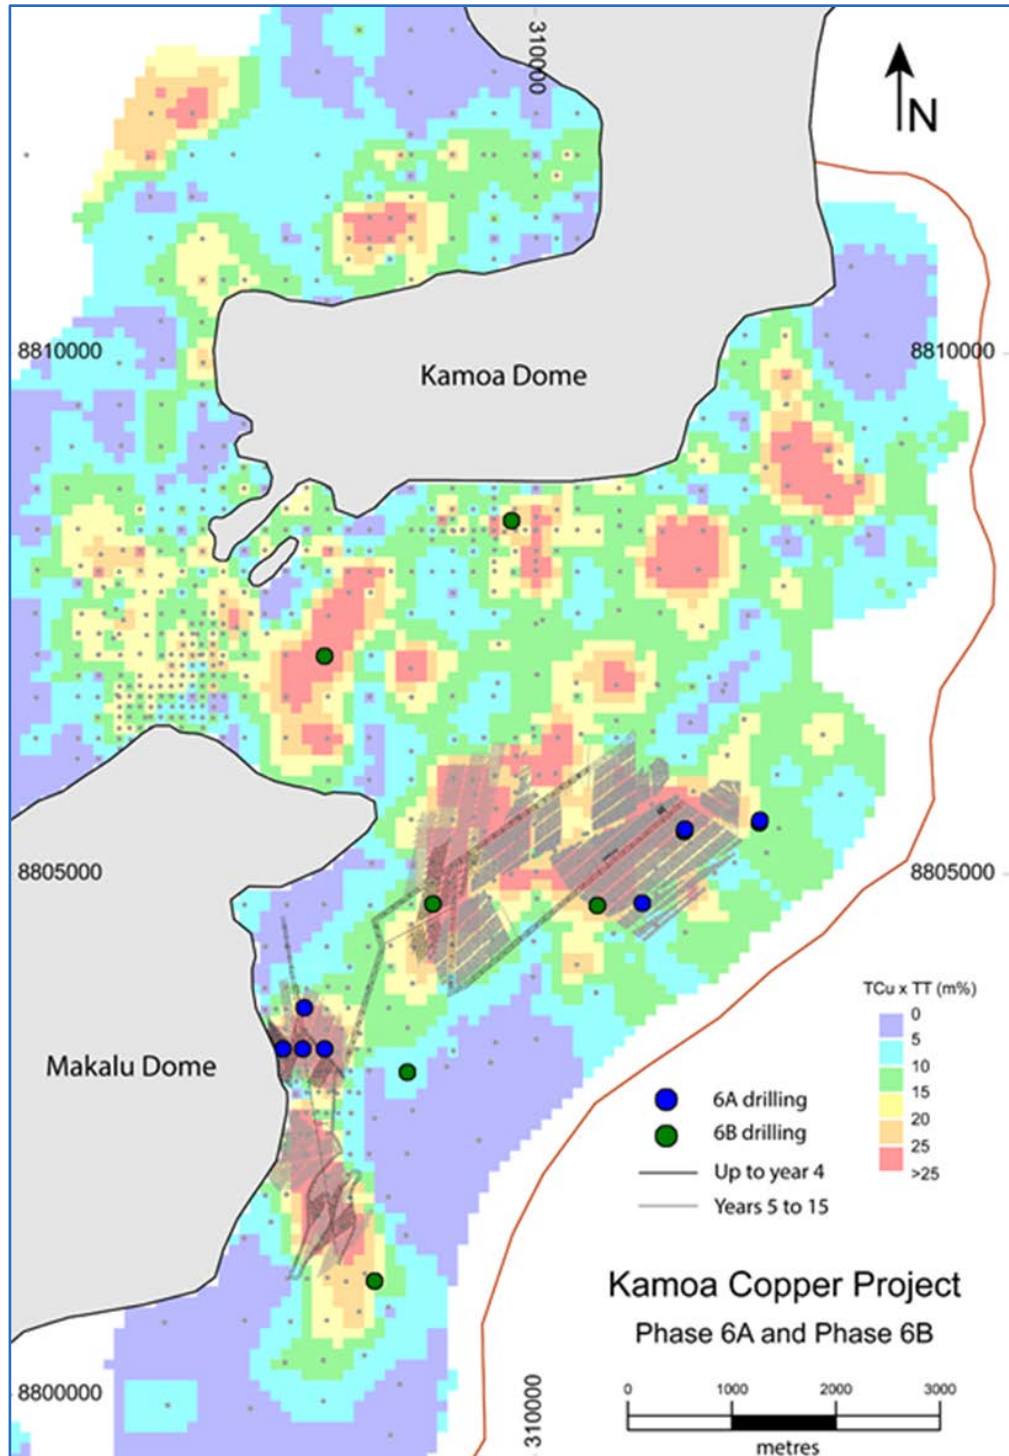 310000
N
8810000
8810000
Kamoa Dome
8805000
8805000
TCu x TT (m%)
0
5
10
15
20
25
>25
Makalu Dome
6A drilling
6B drilling
Up to year 4
Years 5 to 15
Kamoa Copper Project
Phase 6A and Phase 6B
8800000
310000
0 1000 2000 3000
metres